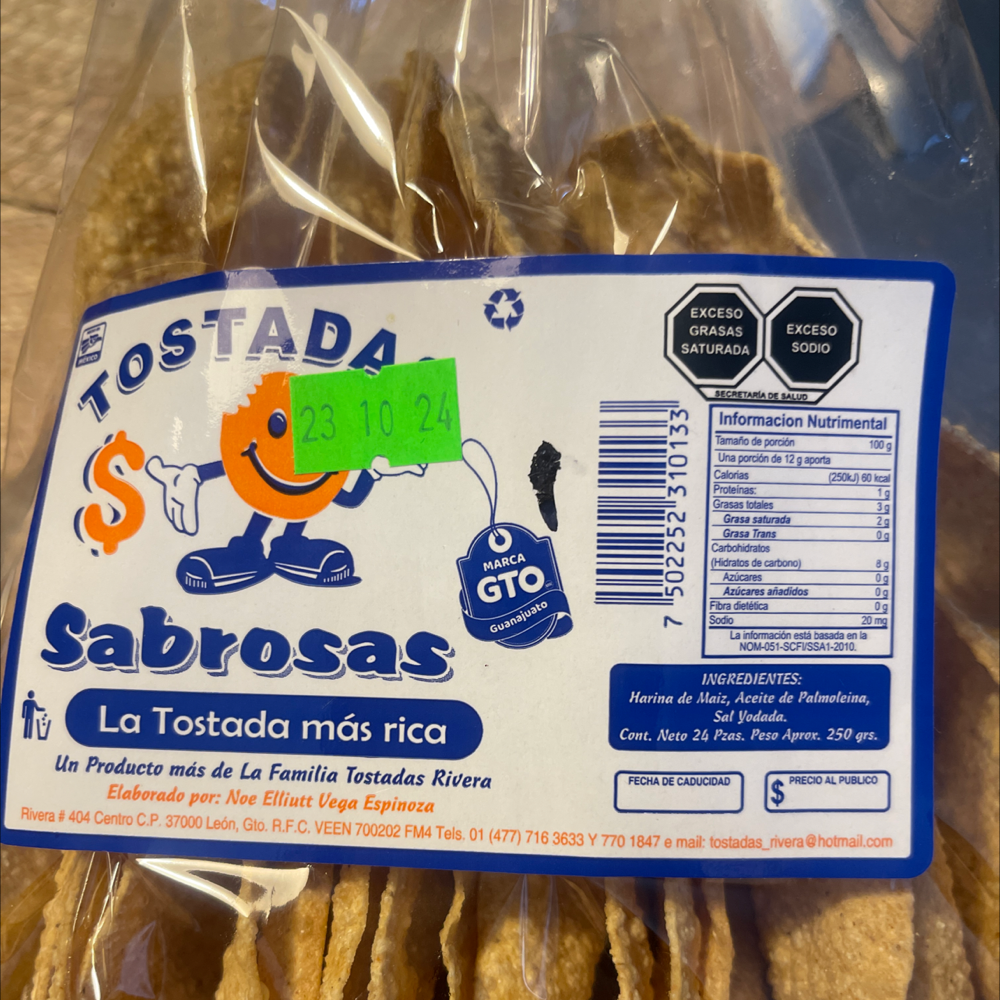 MÉXICO
TOSTADA
23 10 24
$
MARCA
GTO
Guanajuato
Sabrosas
La Tostada más rica
Un Producto más de La Familia Tostadas Rivera
Elaborado por: Noe Elliutt Vega Espinoza
Rivera # 404 Centro C.P. 37000 León, Gto. R.F.C. VEEN 700202 FM4 Tels. 01 (477) 716 3633 Y 770 1847 e mail: tostadas_rivera@hotmail.com
EXCESO
GRASAS
SATURADA
EXCESO
SODIO
SECRETARÍA DE SALUD
7 502252 310133
Informacion Nutrimental
Tamaño de porción 100 g
Una porción de 12 g aporta
Calorias (250kJ) 60 kcal
Proteínas: 1 g
Grasas totales 3 g
Grasa saturada 2 g
Grasa Trans 0 g
Carbohidratos
(Hidratos de carbono) 8 g
Azúcares 0 g
Azúcares añadidos 0 g
Fibra dietética 0 g
Sodio 20 mg
La información está basada en la
NOM-051-SCFI/SSA1-2010.
INGREDIENTES:
Harina de Maiz, Aceite de Palmoleina,
Sal Yodada.
Cont. Neto 24 Pzas. Peso Aprox. 250 grs.
FECHA DE CADUCIDAD
$ PRECIO AL PUBLICO